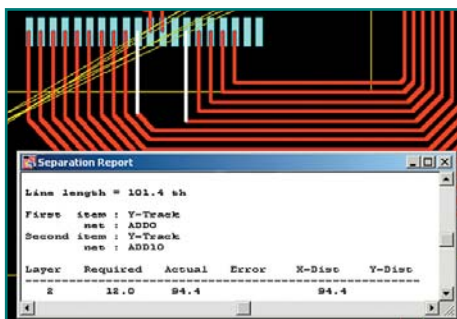 Separation Report
Line length = 101.4 th
First item : Y-Track
net : ADD0
Second item : Y-Track
net : ADD10
Layer Required Actual Error X-Dist Y-Dist
2 12.0 94.4 94.4